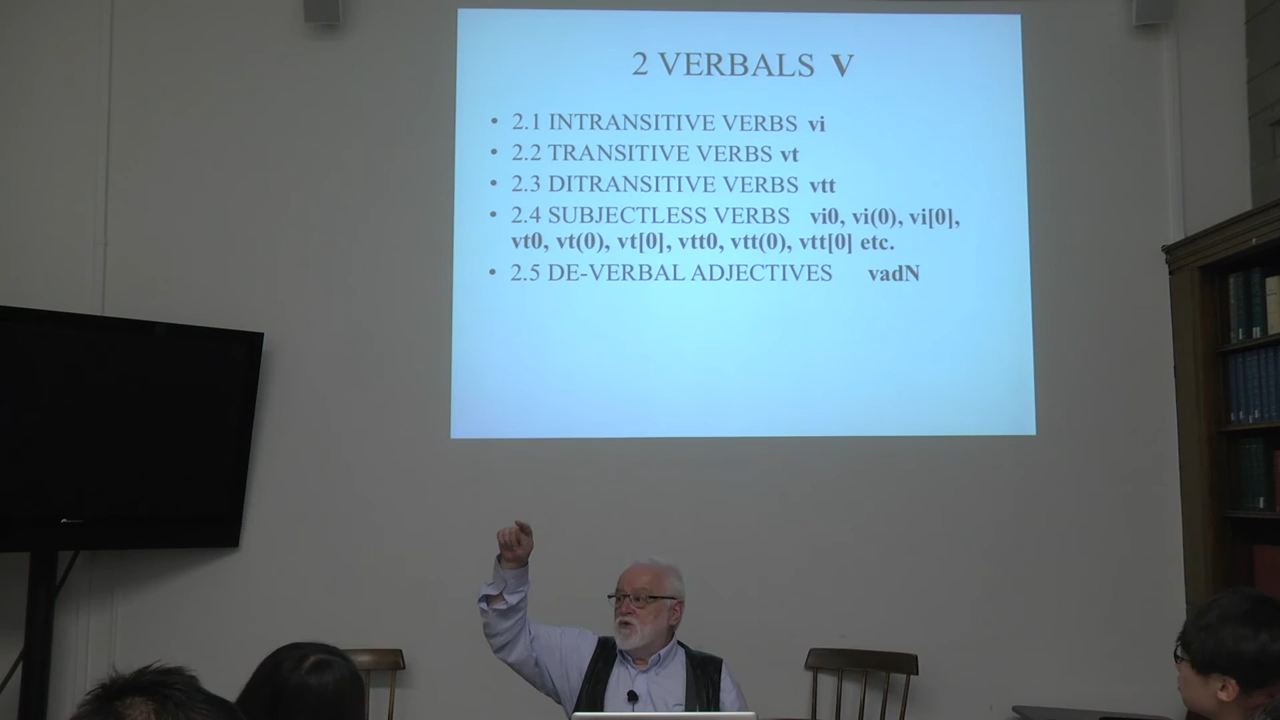 2 VERBALS V
• 2.1 INTRANSITIVE VERBS vi
• 2.2 TRANSITIVE VERBS vt
• 2.3 DITRANSITIVE VERBS vtt
• 2.4 SUBJECTLESS VERBS vi0, vi(0), vi[0],
vt0, vt(0), vt[0], vtt0, vtt(0), vtt[0] etc.
• 2.5 DE-VERBAL ADJECTIVES vadN